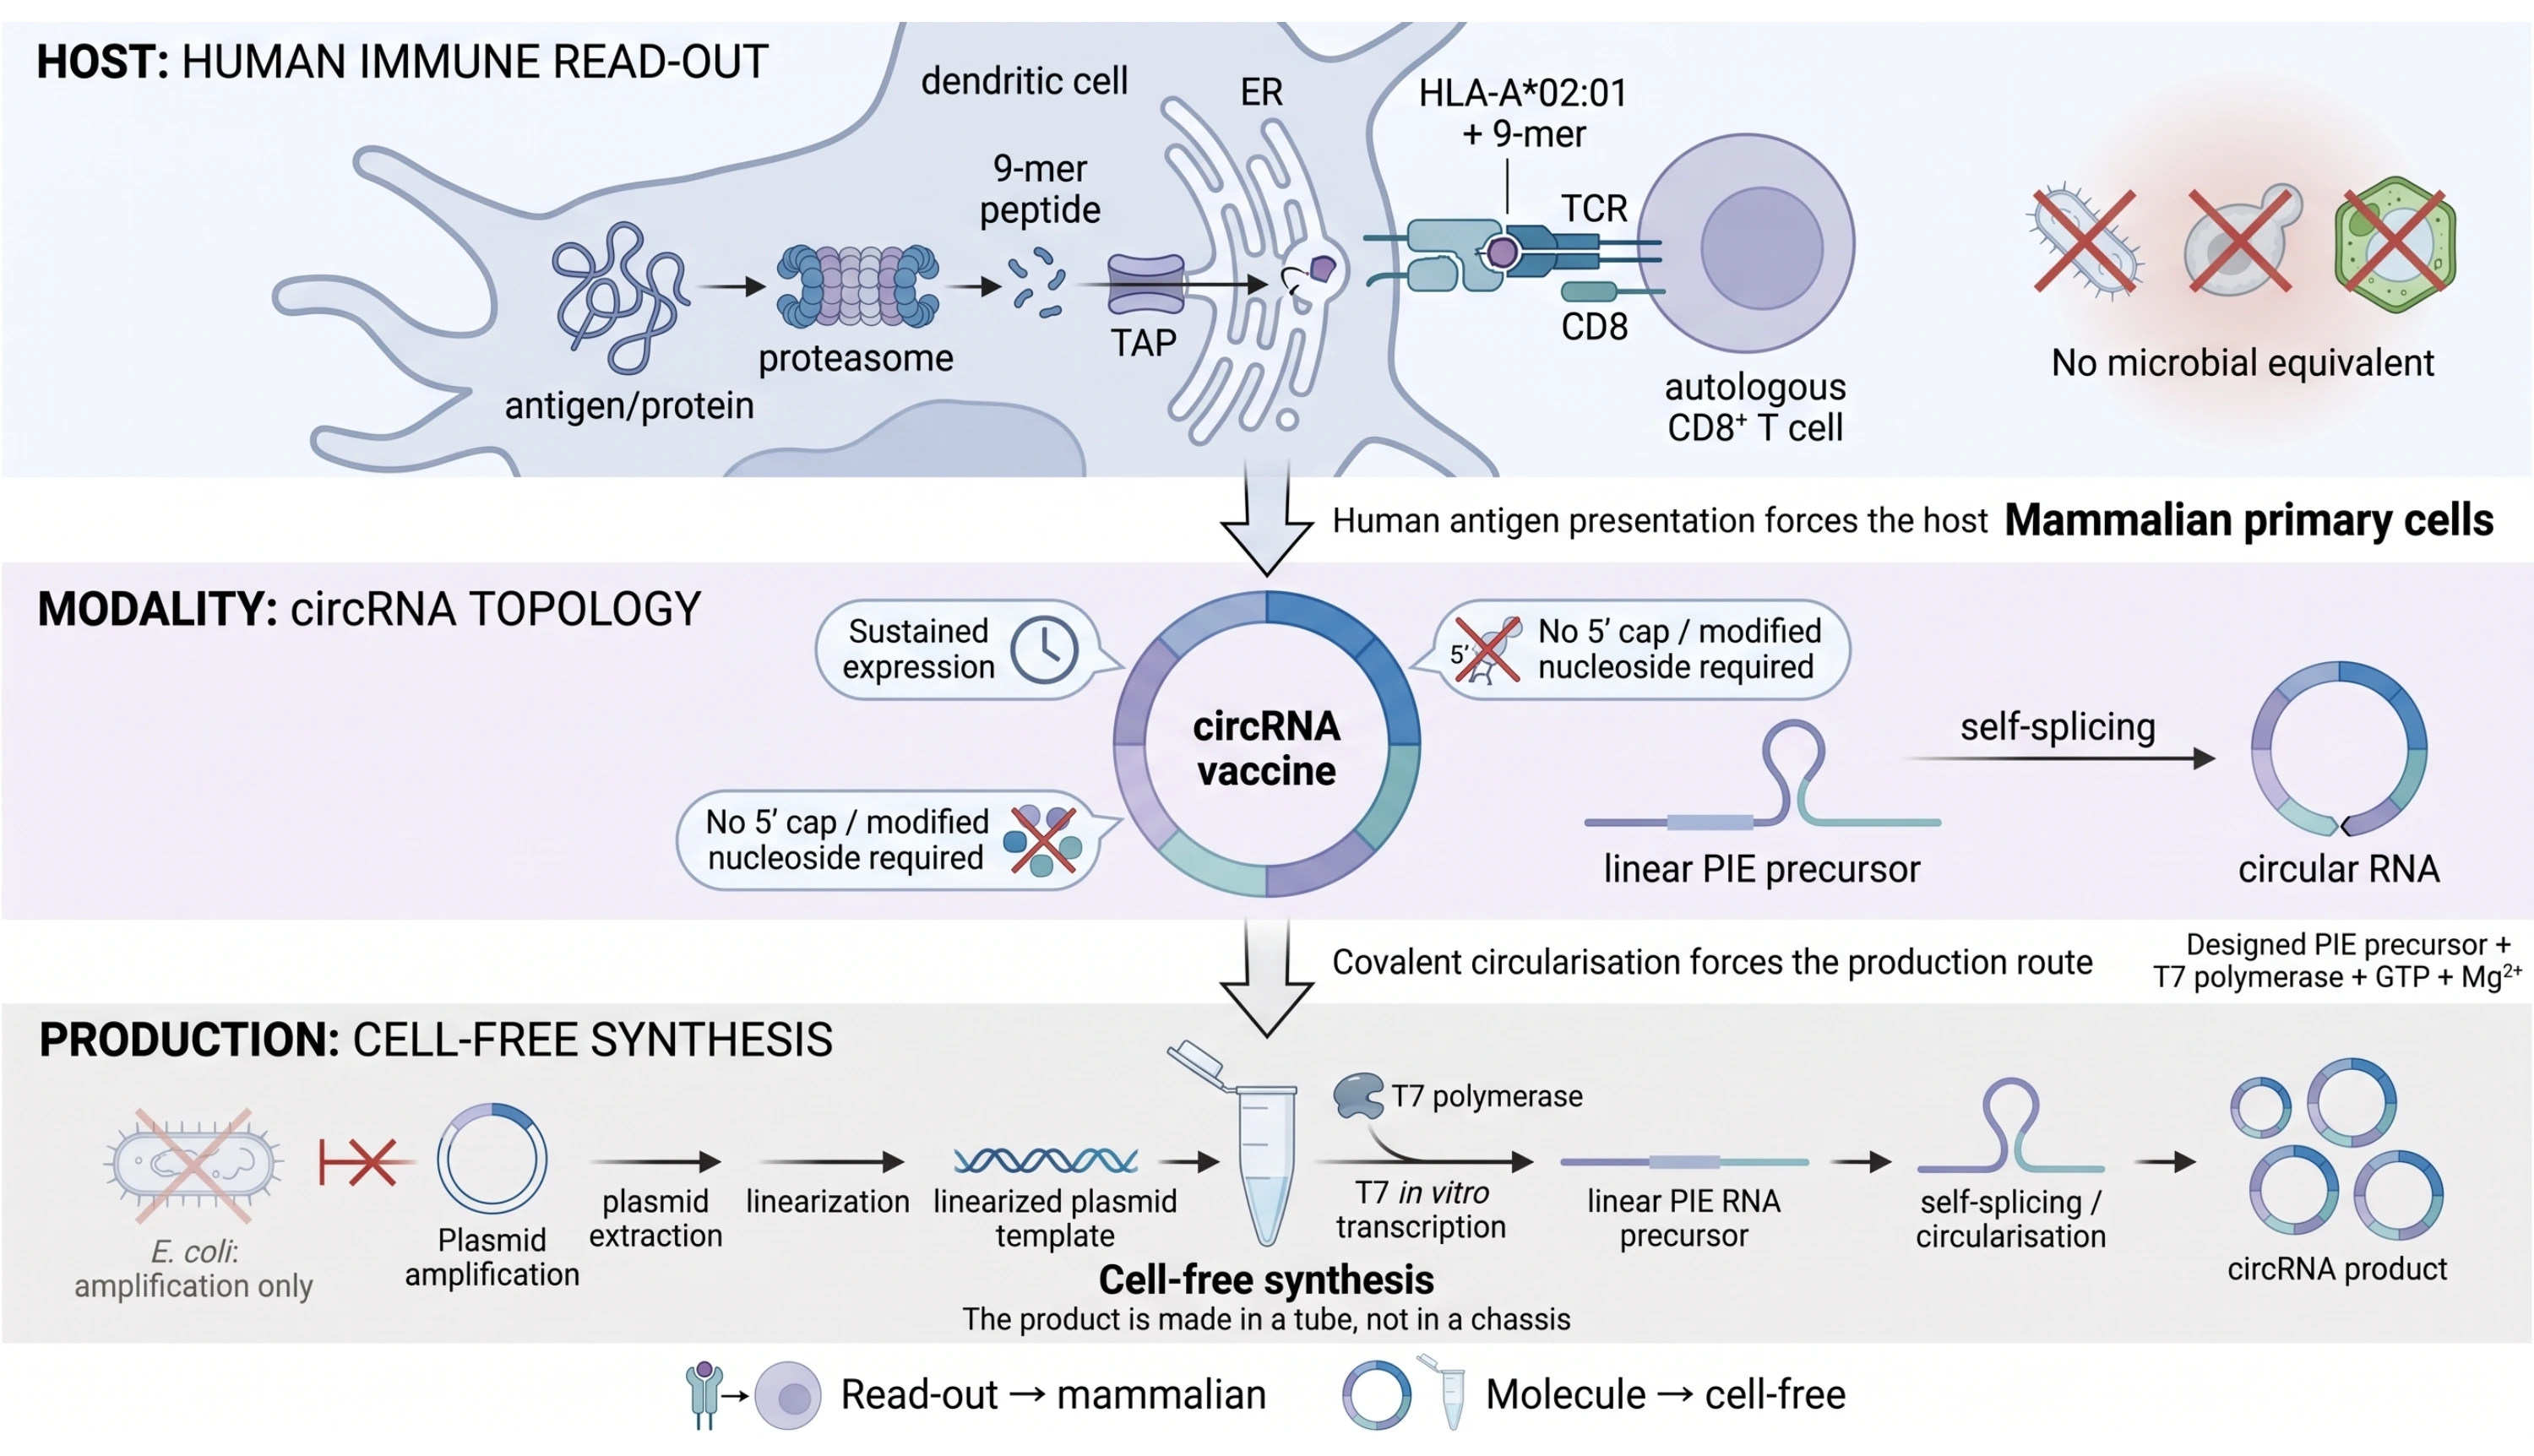 HOST: HUMAN IMMUNE READ-OUT
dendritic cell
ER
HLA-A*02:01
+ 9-mer
9-mer
peptide
TCR
TAP
CD8
proteasome
antigen/protein
autologous
CD8⁺ T cell
No microbial equivalent
Human antigen presentation forces the host Mammalian primary cells
MODALITY: circRNA TOPOLOGY
Sustained
expression
5’
No 5’ cap / modified
nucleoside required
circRNA
vaccine
No 5’ cap / modified
nucleoside required
self-splicing
linear PIE precursor
circular RNA
Covalent circularisation forces the production route
Designed PIE precursor +
T7 polymerase + GTP + Mg²⁺
PRODUCTION: CELL-FREE SYNTHESIS
E. coli:
amplification only
Plasmid
amplification
plasmid
extraction
linearization
linearized plasmid
template
T7 polymerase
T7 in vitro
transcription
linear PIE RNA
precursor
self-splicing /
circularisation
circRNA product
Cell-free synthesis
The product is made in a tube, not in a chassis
Read-out → mammalian
Molecule → cell-free